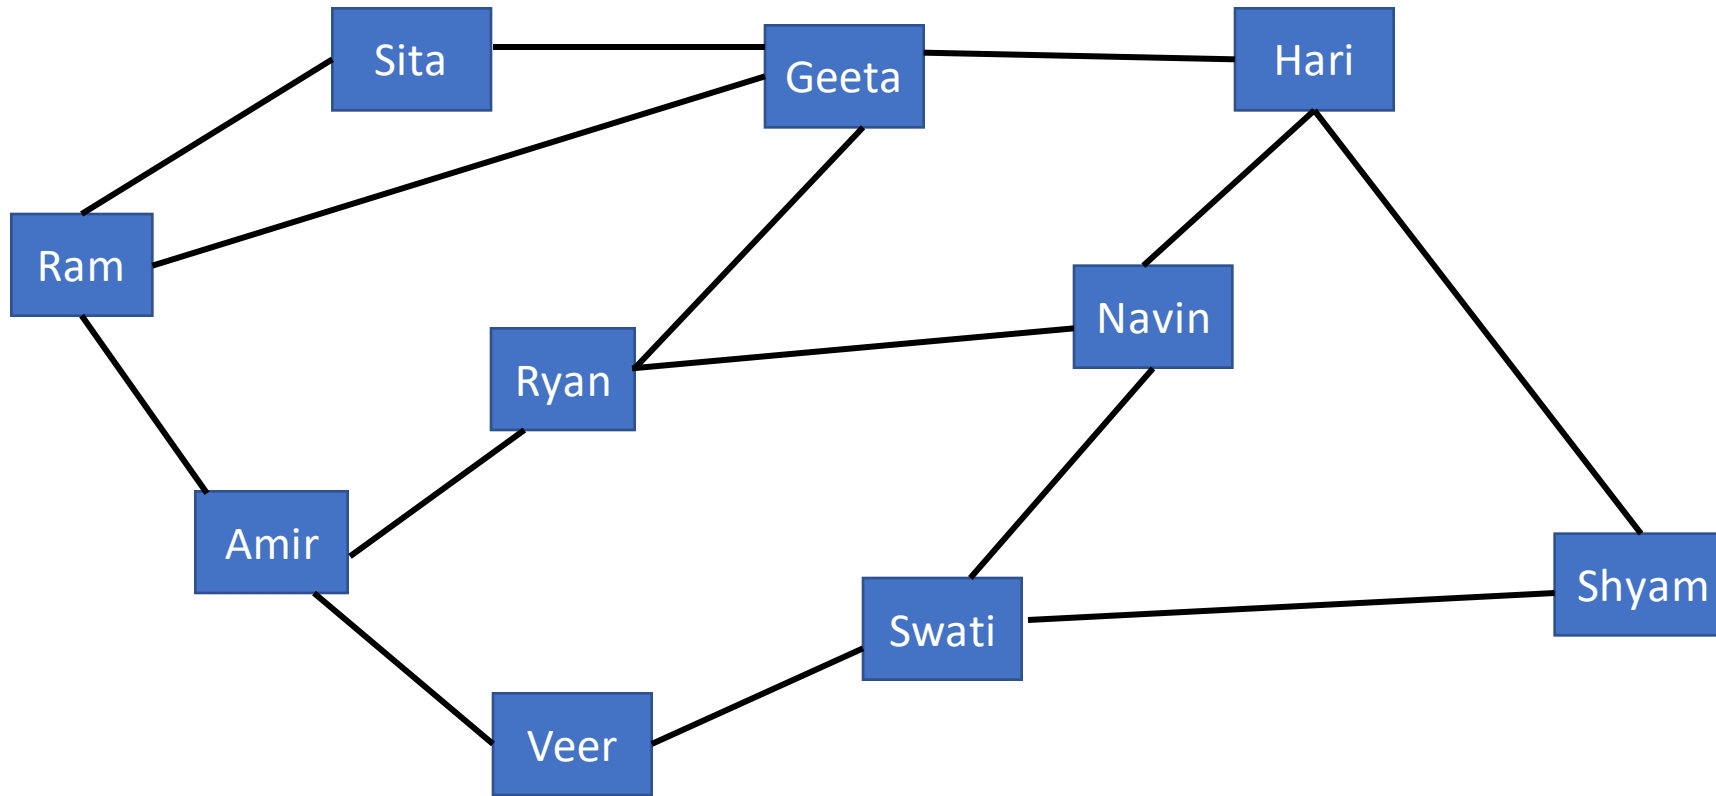 Sita
Geeta
Hari
Ram
Navin
Ryan
Amir
Shyam
Swati
Veer